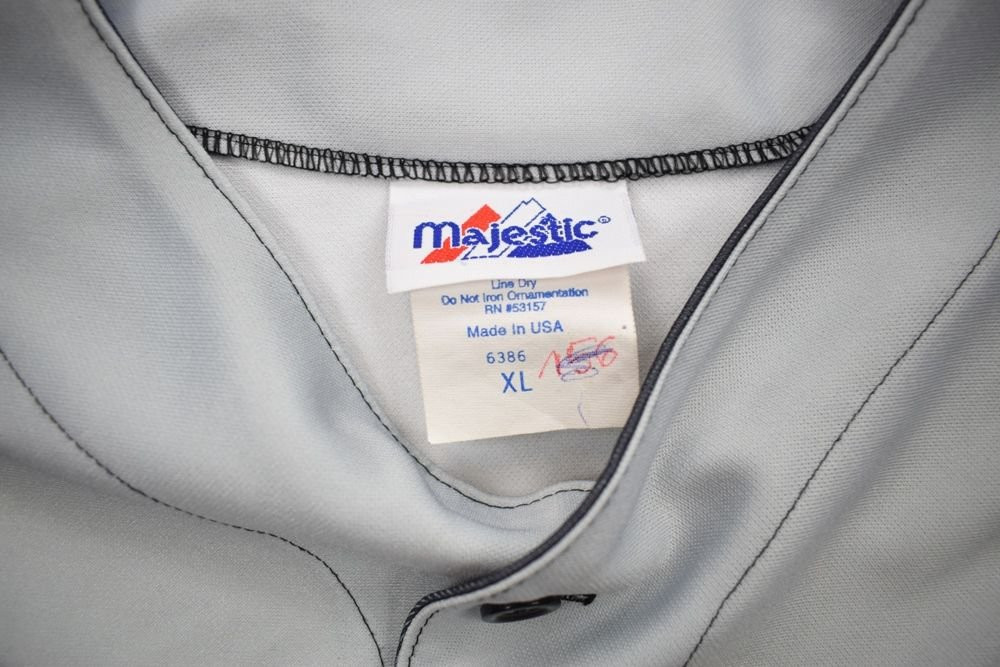 Majestic®
Line Dry
Do Not Iron Ornamentation
RN #53157
Made in USA
6386
XL